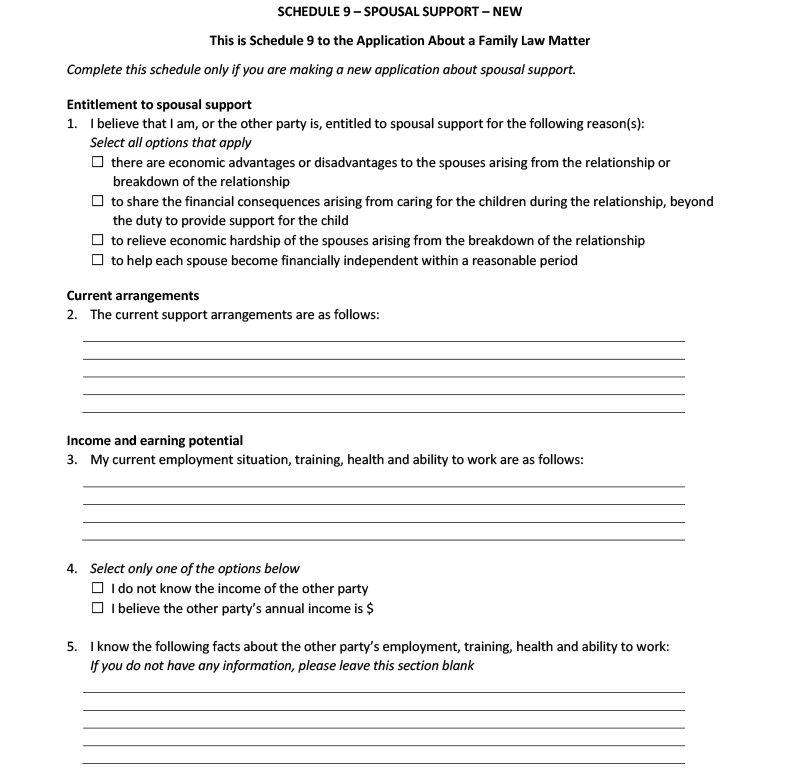 SCHEDULE 9 – SPOUSAL SUPPORT – NEW
This is Schedule 9 to the Application About a Family Law Matter
Complete this schedule only if you are making a new application about spousal support.
Entitlement to spousal support
1. I believe that I am, or the other party is, entitled to spousal support for the following reason(s):
Select all options that apply
☐ there are economic advantages or disadvantages to the spouses arising from the relationship or
breakdown of the relationship
☐ to share the financial consequences arising from caring for the children during the relationship, beyond
the duty to provide support for the child
☐ to relieve economic hardship of the spouses arising from the breakdown of the relationship
☐ to help each spouse become financially independent within a reasonable period
Current arrangements
2. The current support arrangements are as follows:
Income and earning potential
3. My current employment situation, training, health and ability to work are as follows:
4. Select only one of the options below
☐ I do not know the income of the other party
☐ I believe the other party’s annual income is $
5. I know the following facts about the other party’s employment, training, health and ability to work:
If you do not have any information, please leave this section blank